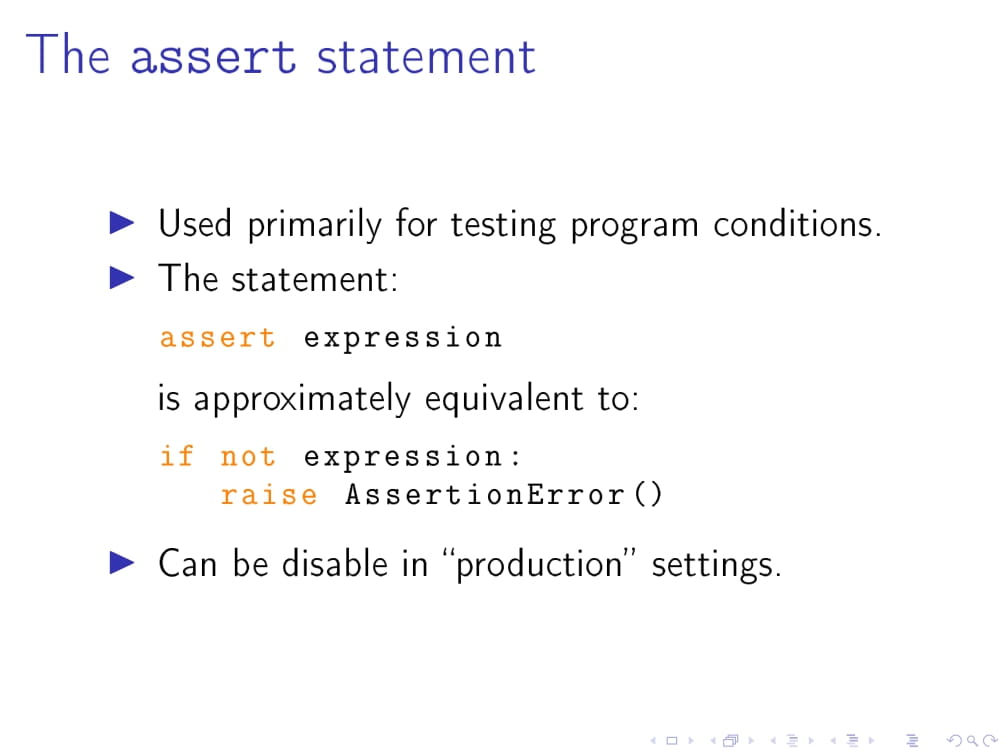 The assert statement
Used primarily for testing program conditions.
The statement:
assert expression
is approximately equivalent to:
if not expression:
raise AssertionError()
Can be disable in “production” settings.